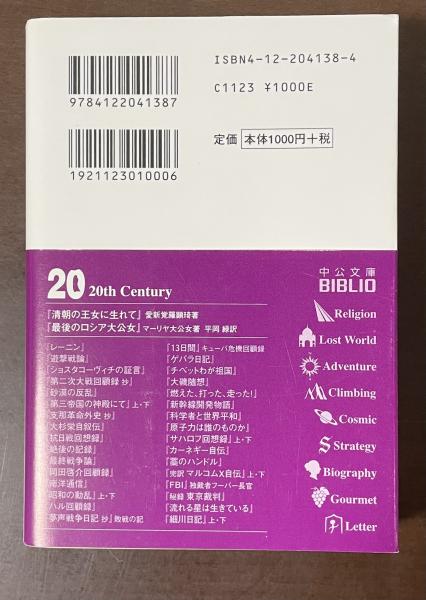 ISBN4-12-204138-4
9784122041387
C1123 ¥1000E
定価 本体1000円+税
1921123010006
20 20th Century
中公文庫
BIBLIO
『清朝の王女に生れて』愛新覚羅顕琦著
『最後のロシア大公女』マーリヤ大公女著 平岡 緑訳
『レーニン』
『遊撃戦論』
『ショスタコーヴィチの証言』
『第二次大戦回顧録 抄』
『砂漠の反乱』
『第三帝国の神殿にて』上・下
『支那革命外史 抄』
『大杉栄自叙伝』
『抗日戦回想録』
『絶後の記録』
『最終戦争論』
『岡田啓介回顧録』
『南洋通信』
『昭和の動乱』上・下
『ハル回顧録』
『夢声戦争日記 抄』敗戦の記
『13日間』キューバ危機回顧録
『ゲバラ日記』
『チベットわが祖国』
『大磯随想』
『燃えた、打った、走った!』
『新幹線開発物語』
『科学者と世界平和』
『原子力は誰のものか』
『サハロフ回想録』上・下
『カーネギー自伝』
『藁のハンドル』
『完訳 マルコムX自伝』上・下
『FBI』独裁者フーバー長官
『秘録 東京裁判』
『流れる星は生きている』
『細川日記』上・下
Religion
Lost World
Adventure
Climbing
Cosmic
Strategy
Biography
Gourmet
Letter